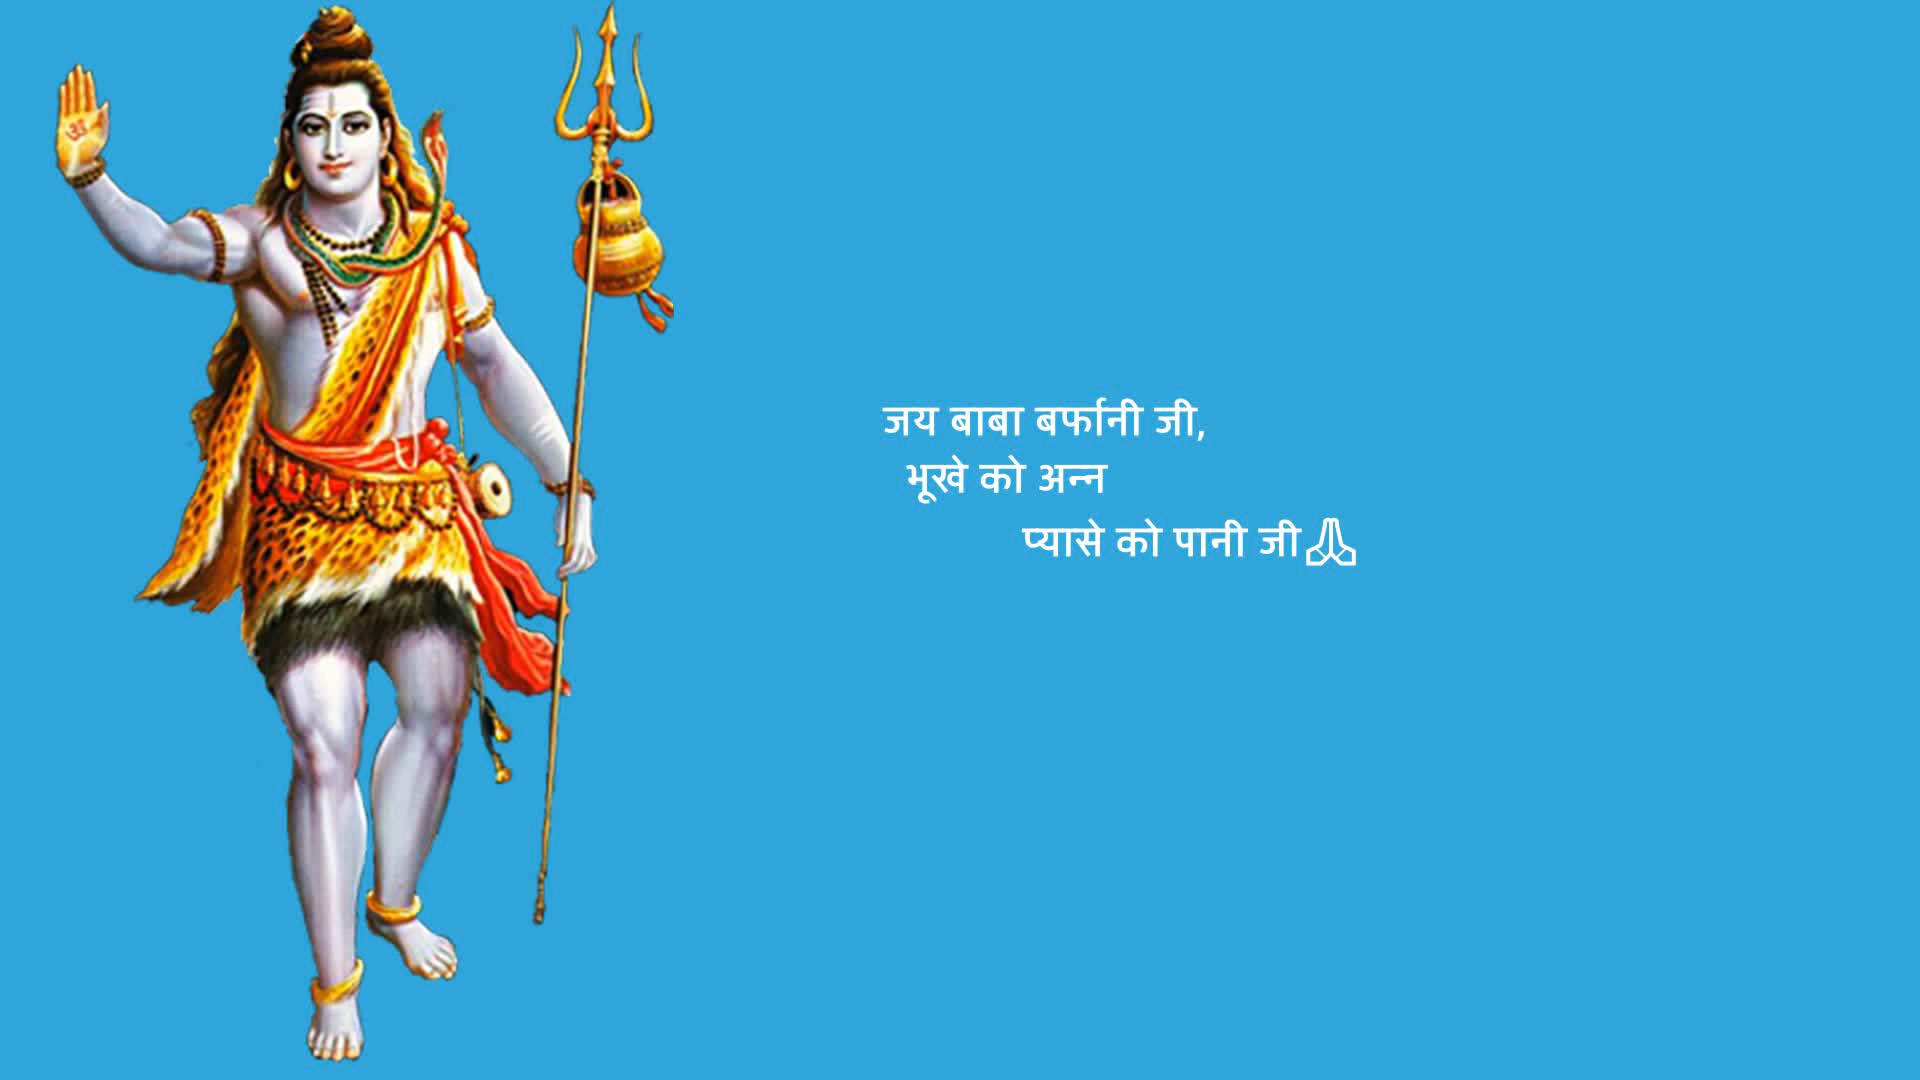 ॐ
जय बाबा बर्फानी जी,
भूखे को अन्न
प्यासे को पानी जी🙏